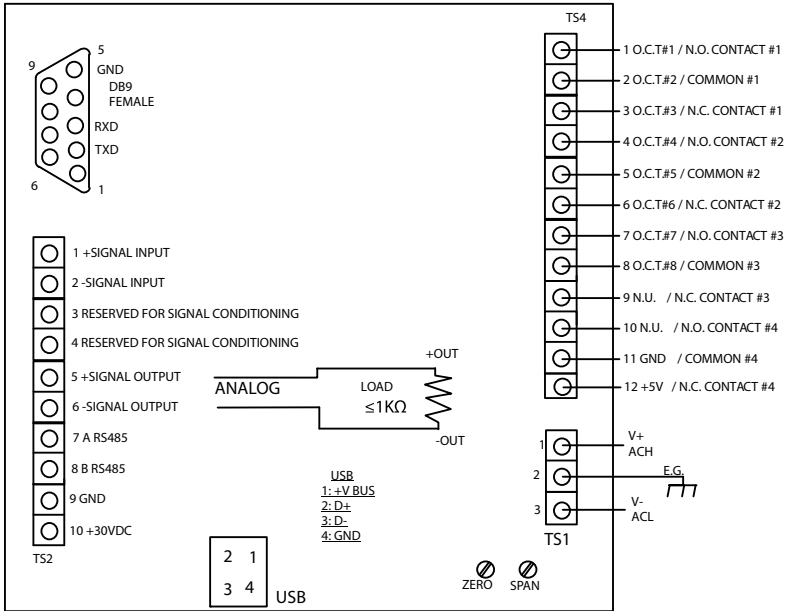 5
9
GND
DB9
FEMALE
RXD
TXD
6
1
TS4
1 O.C.T#1 / N.O. CONTACT #1
2 O.C.T.#2 / COMMON #1
3 O.C.T.#3 / N.C. CONTACT #1
4 O.C.T.#4 / N.O. CONTACT #2
5 O.C.T.#5 / COMMON #2
6 O.C.T#6 / N.C. CONTACT #2
7 O.C.T.#7 / N.O. CONTACT #3
8 O.C.T.#8 / COMMON #3
9 N.U. / N.C. CONTACT #3
10 N.U. / N.O. CONTACT #4
11 GND / COMMON #4
12 +5V / N.C. CONTACT #4
1 +SIGNAL INPUT
2 -SIGNAL INPUT
3 RESERVED FOR SIGNAL CONDITIONING
4 RESERVED FOR SIGNAL CONDITIONING
5 +SIGNAL OUTPUT
6 -SIGNAL OUTPUT
7 A RS485
8 B RS485
9 GND
10 +30VDC
TS2
ANALOG
+OUT
LOAD
≤1KΩ
-OUT
USB
1: +V BUS
2: D+
3: D-
4: GND
2 1
3 4
USB
1
V+
ACH
2
E.G.
3
V-
ACL
TS1
ZERO SPAN